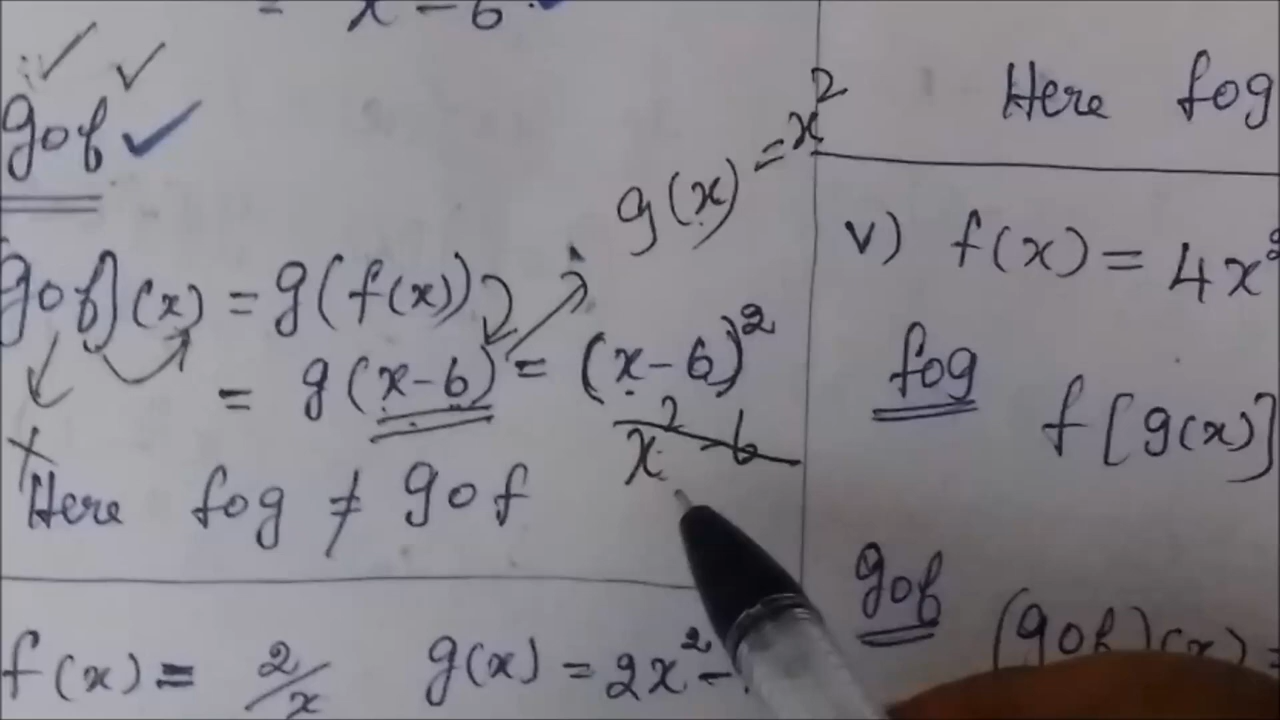 = x - 6
gof
g(x) = x²
gof)(x) = g(f(x))
= g(x-6) = (x-6)²
x² - 6
Here fog ≠ gof
f(x) = 2/x g(x) = 2x² -
Here fog
v) f(x) = 4x²
fog
f[g(x)]
gof
(gof)(x) =